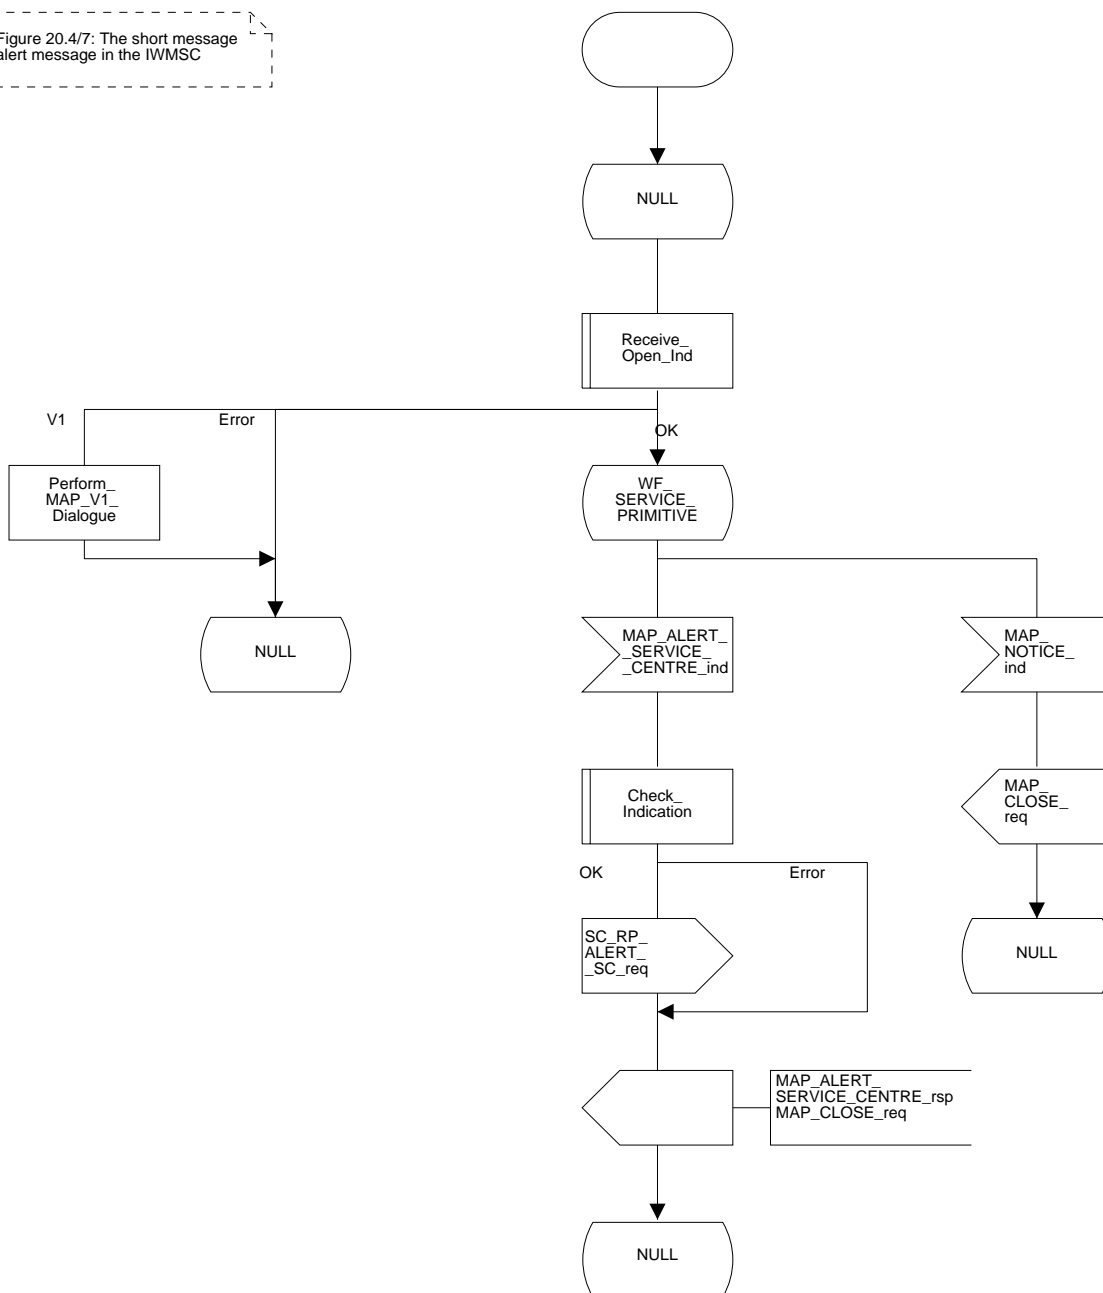 Figure 20.4/7: The short message
alert message in the IWMSC
NULL
Receive_
Open_Ind
V1
Error
OK
Perform_
MAP_V1_
Dialogue
WF_
SERVICE_
PRIMITIVE
NULL
MAP_ALERT_
_SERVICE_
_CENTRE_ind
MAP_
NOTICE_
ind
Check_
Indication
MAP_
CLOSE_
req
OK
Error
SC_RP_
ALERT_
_SC_req
NULL
MAP_ALERT_
SERVICE_CENTRE_rsp
MAP_CLOSE_req
NULL